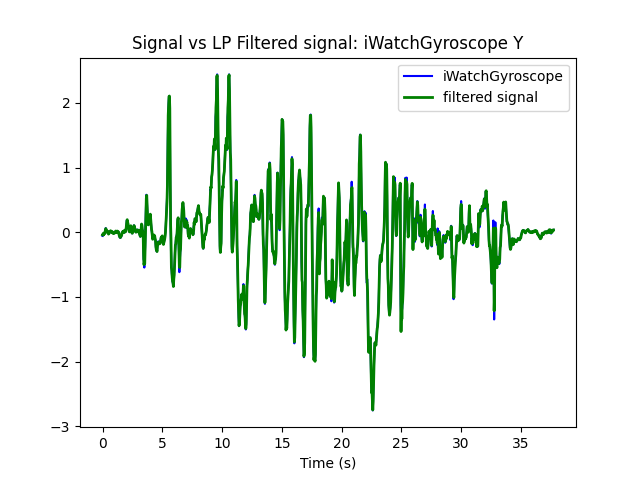 Signal vs LP Filtered signal: iWatchGyroscope Y
iWatchGyroscope
filtered signal
2
1
0
−1
−2
−3
0 5 10 15 20 25 30 35
Time (s)